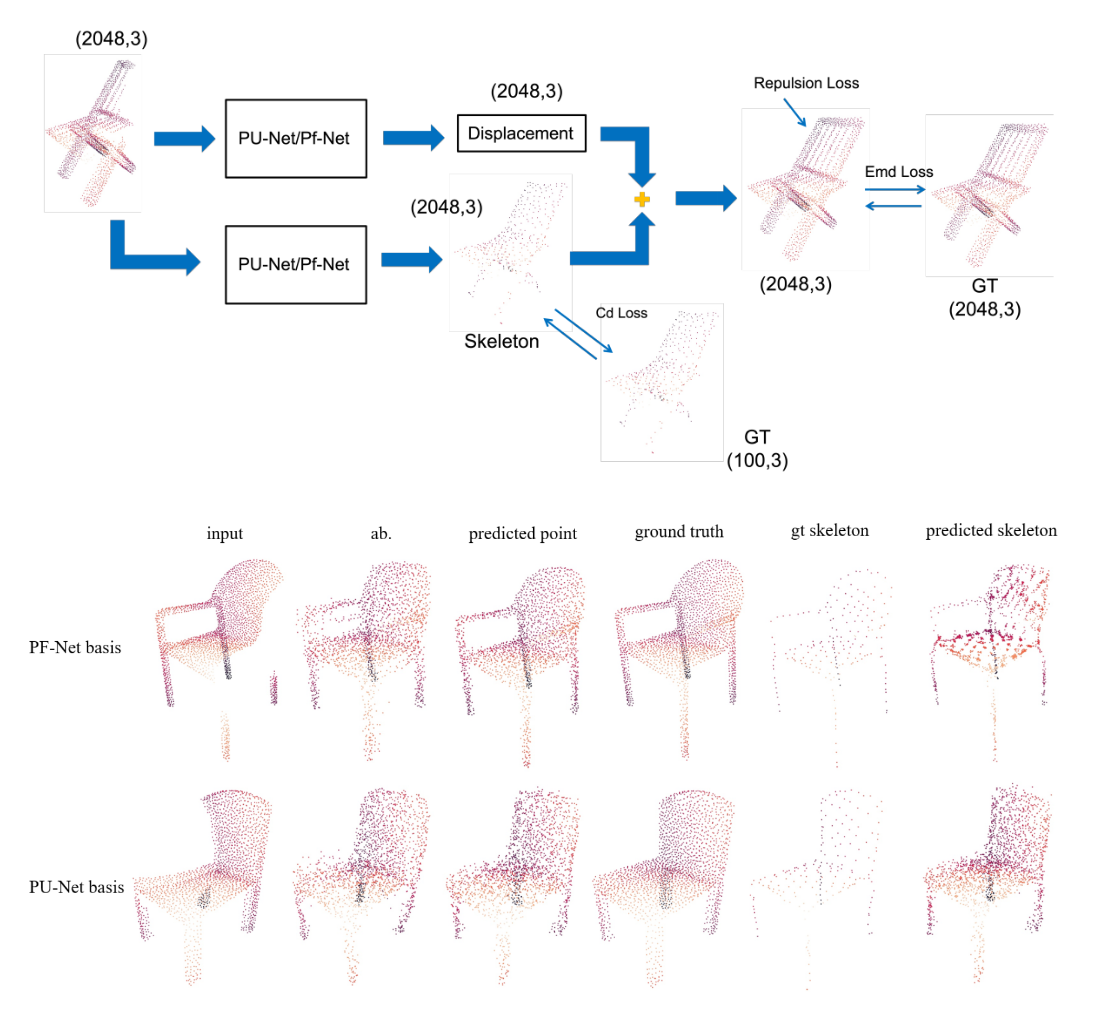 (2048,3)
PU-Net/Pf-Net
(2048,3)
Displacement
Repulsion Loss
Emd Loss
(2048,3)
PU-Net/Pf-Net
Skeleton
Cd Loss
(2048,3)
GT
(2048,3)
GT
(100,3)
input ab. predicted point ground truth gt skeleton predicted skeleton
PF-Net basis
PU-Net basis